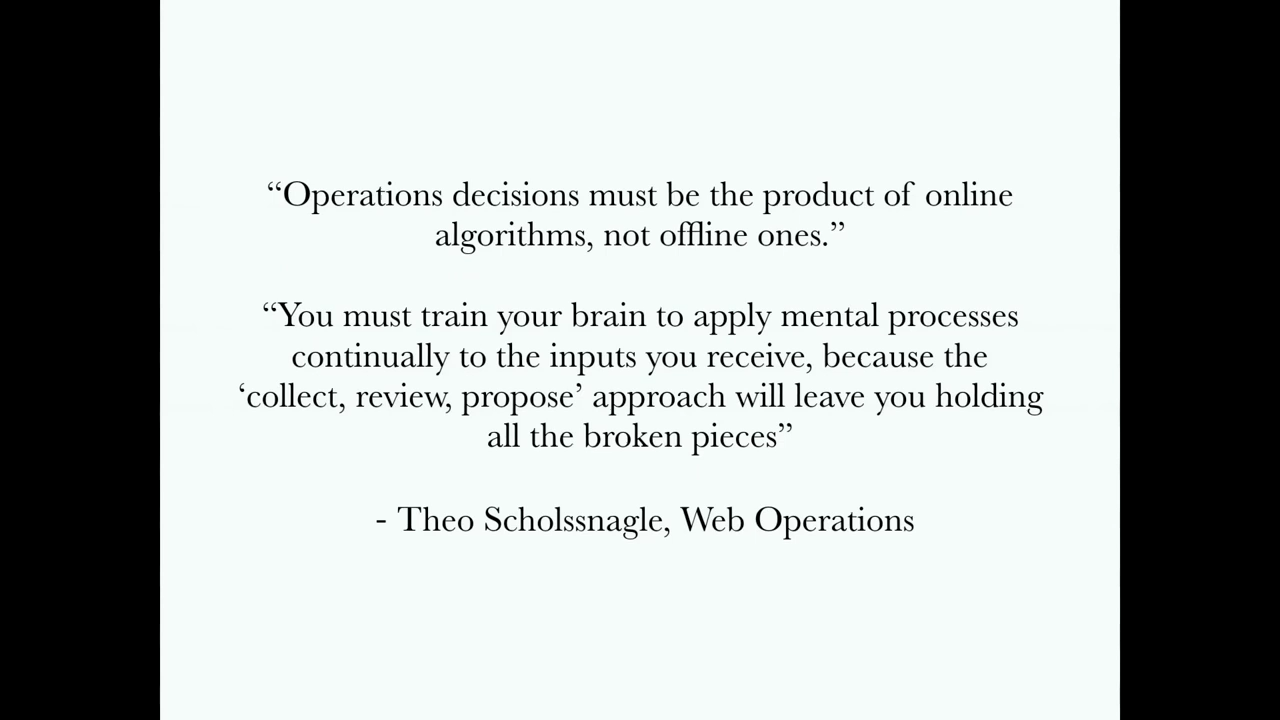 “Operations decisions must be the product of online
algorithms, not offline ones.”
“You must train your brain to apply mental processes
continually to the inputs you receive, because the
‘collect, review, propose’ approach will leave you holding
all the broken pieces”
- Theo Scholssnagle, Web Operations